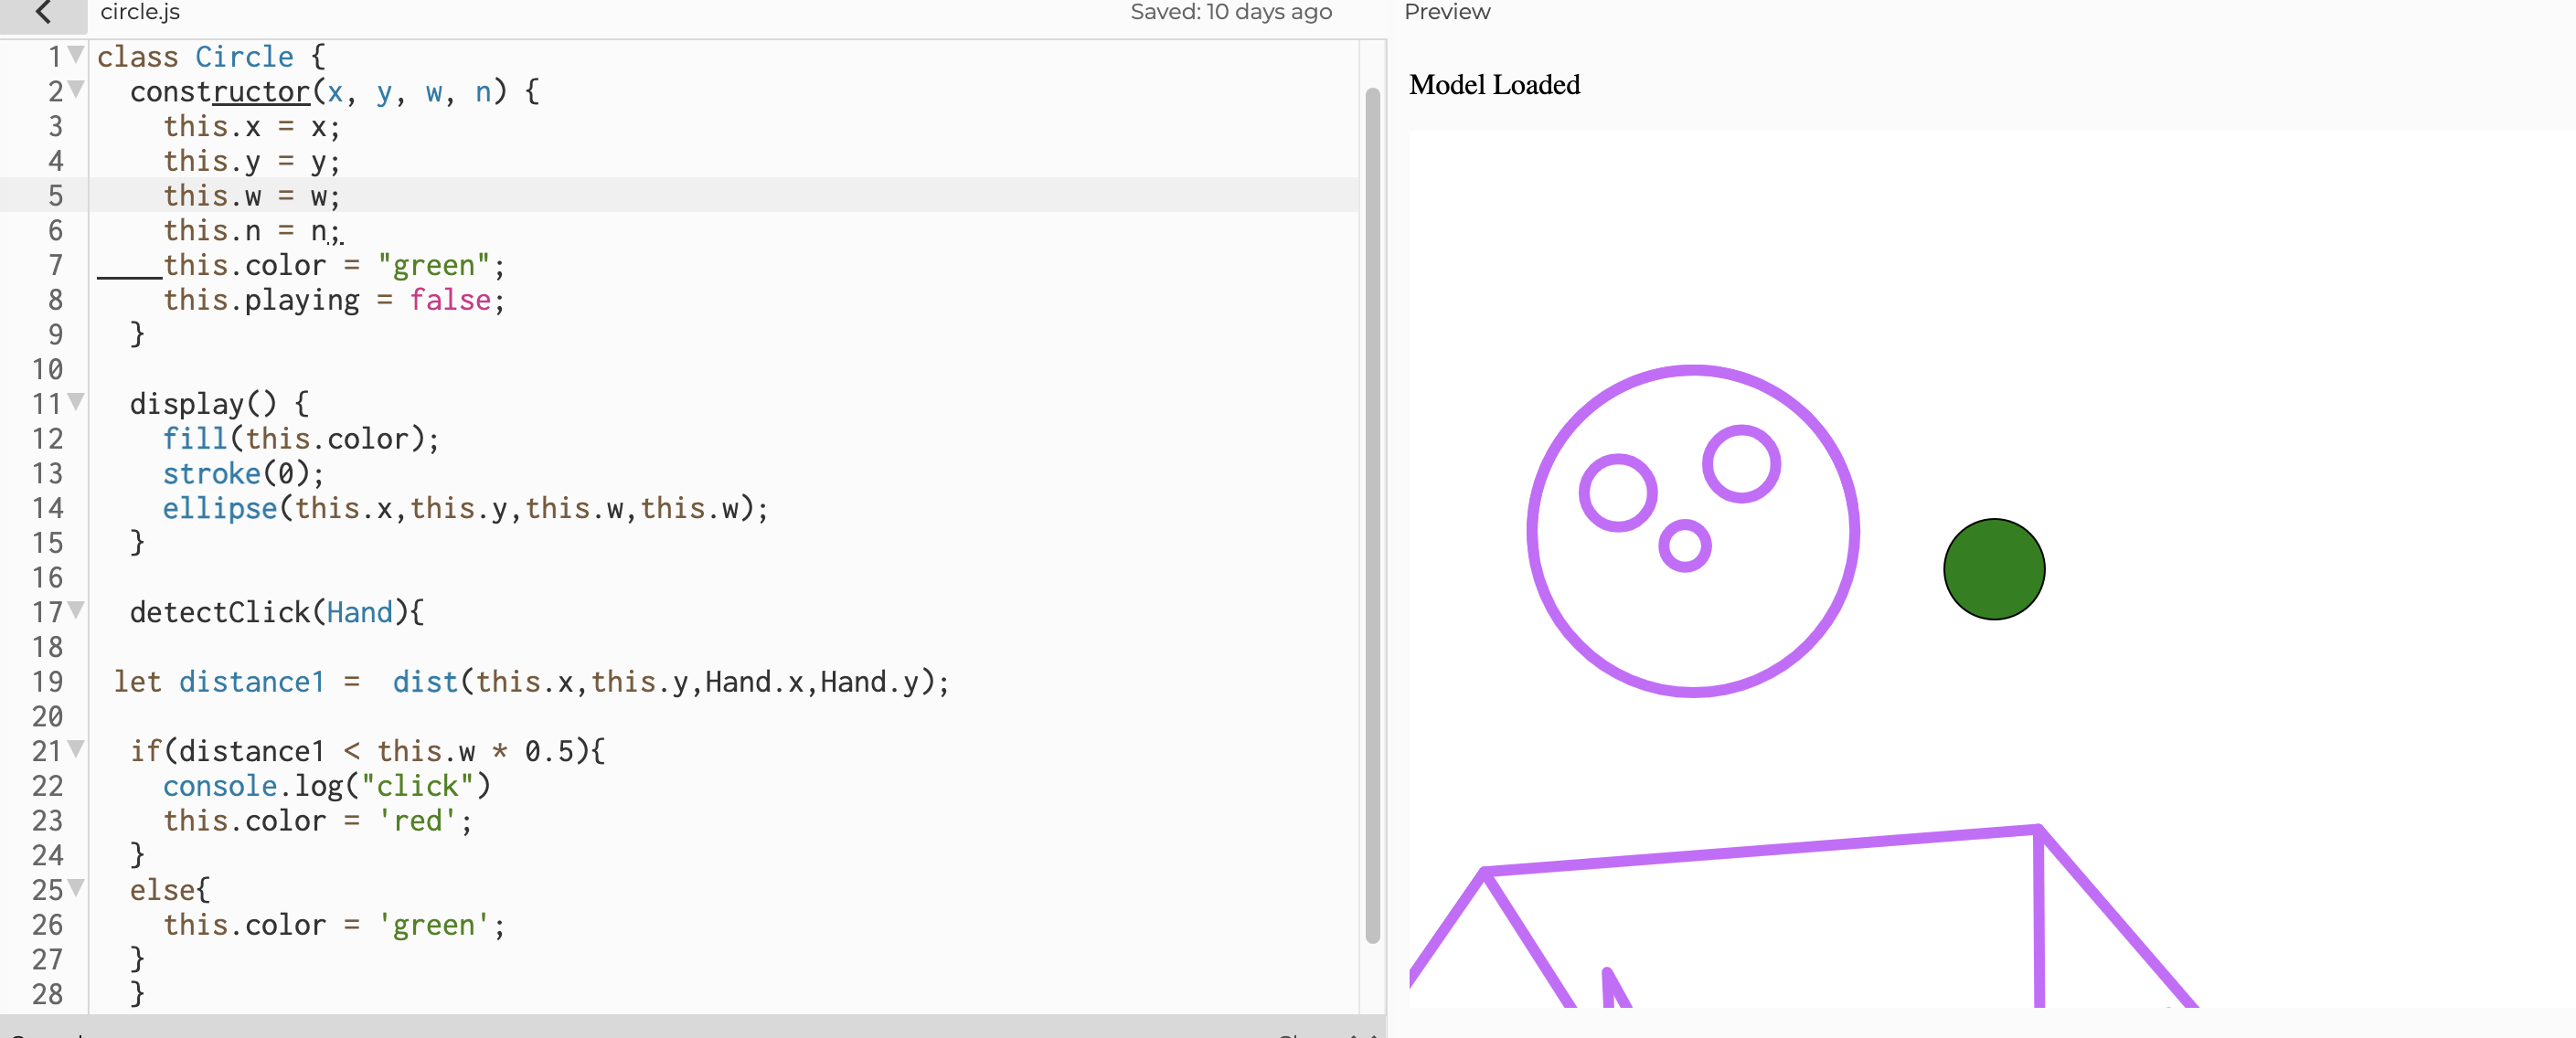 circle.js
Saved: 10 days ago
Preview
1 class Circle {
2   constructor(x, y, w, n) {
3     this.x = x;
4     this.y = y;
5     this.w = w;
6     this.n = n;
7     this.color = "green";
8     this.playing = false;
9   }
10
11   display() {
12     fill(this.color);
13     stroke(0);
14     ellipse(this.x,this.y,this.w,this.w);
15   }
16
17   detectClick(Hand){
18
19  let distance1 =  dist(this.x,this.y,Hand.x,Hand.y);
20
21   if(distance1 < this.w * 0.5){
22     console.log("click")
23     this.color = 'red';
24   }
25   else{
26     this.color = 'green';
27   }
28   }
Model Loaded